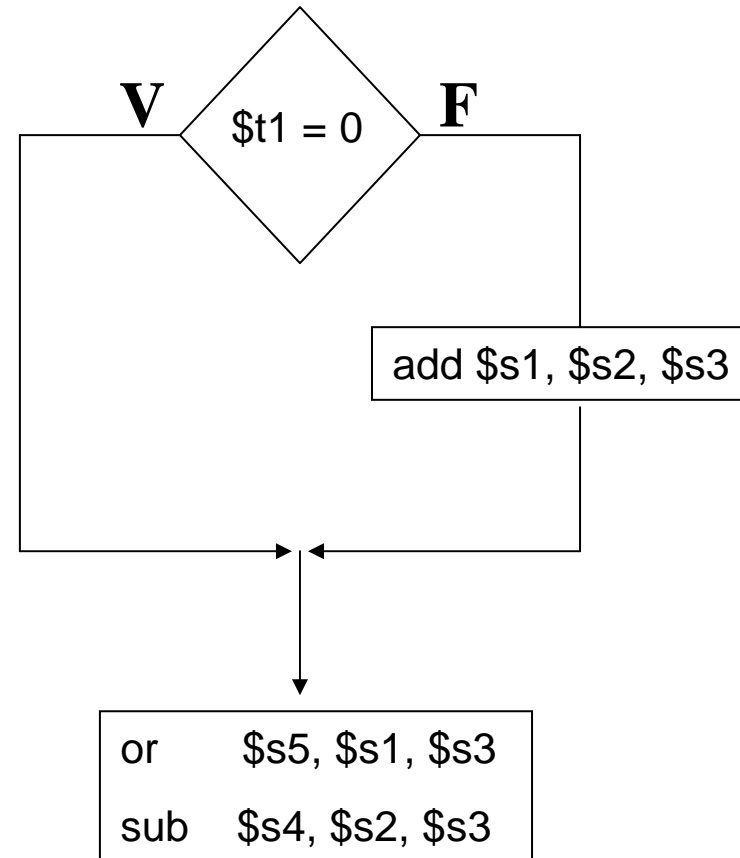 V
$t1 = 0
F
add $s1, $s2, $s3
or $s5, $s1, $s3
sub $s4, $s2, $s3